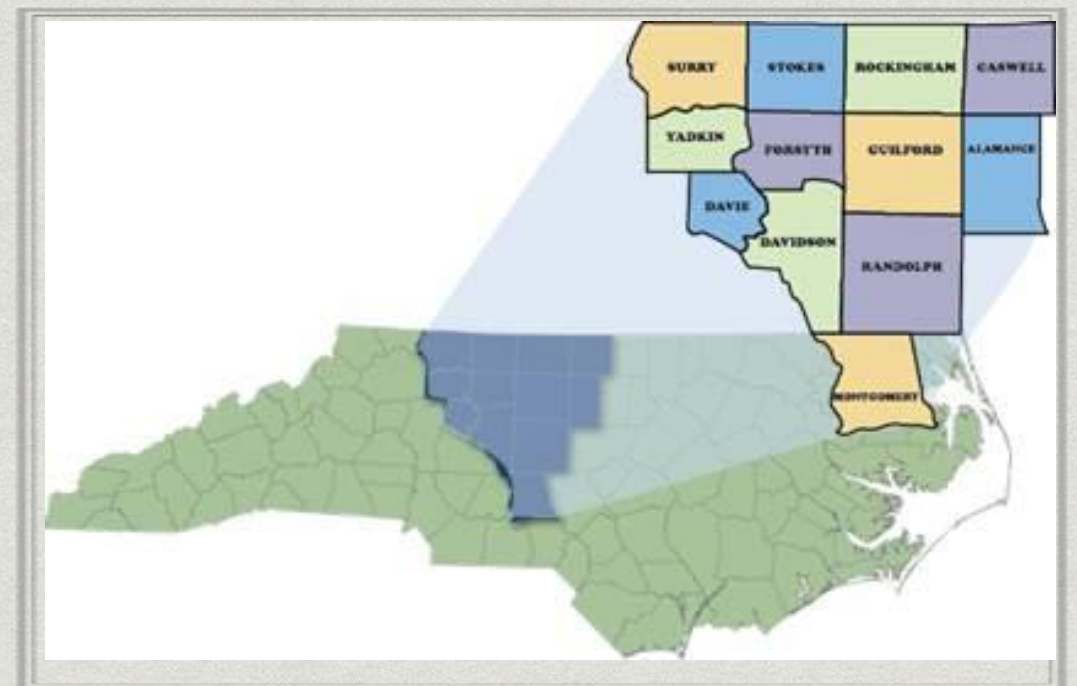 SURRY
STOKES
ROCKINGHAM
CASWELL
YADKIN
FORSYTH
GUILFORD
ALAMANCE
DAVIE
DAVIDSON
RANDOLPH
MONTGOMERY